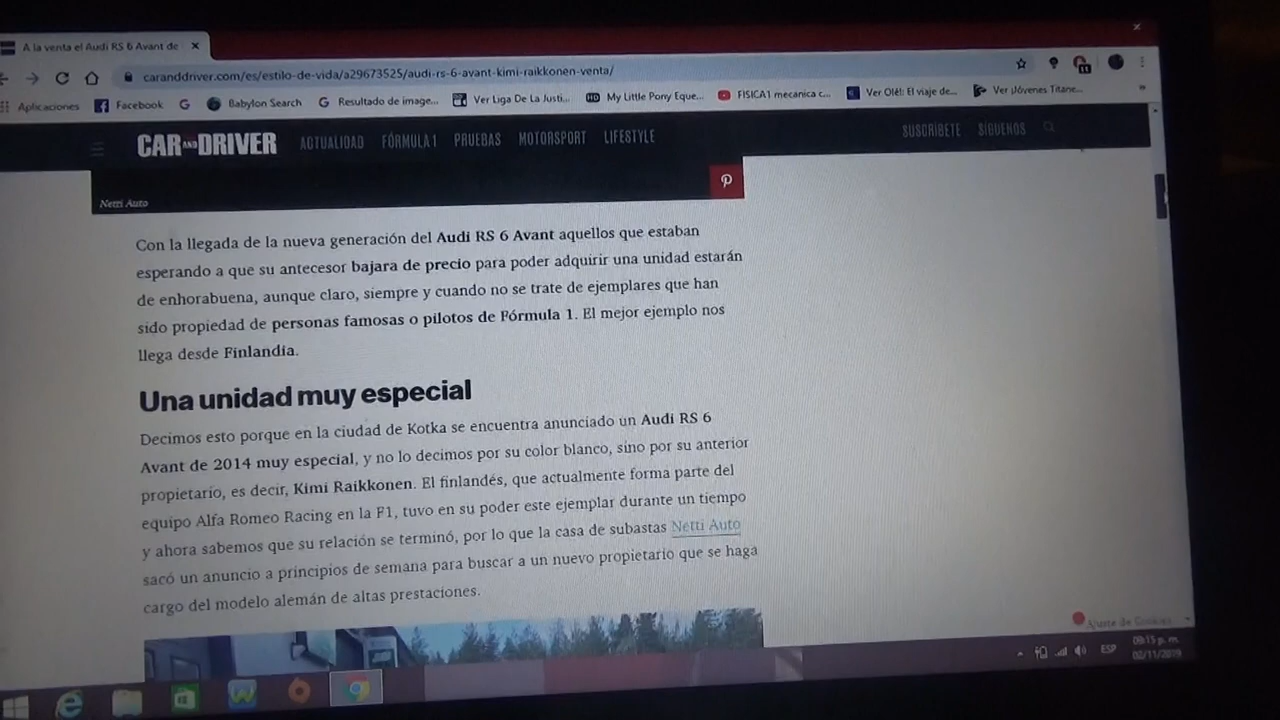 A la venta el Audi RS 6 Avant de
caranddriver.com/es/estilo-de-vida/a29673525/audi-rs-6-avant-kimi-raikkonen-venta/
Aplicaciones Facebook Babylon Search Resultado de image... Ver Liga De La Justi... My Little Pony Eque... FISICA1 mecanica c... Ver Olé!: El viaje de... Ver ¡Jóvenes Titane...
CAR AND DRIVER ACTUALIDAD FÓRMULA 1 PRUEBAS MOTORSPORT LIFESTYLE SUSCRÍBETE SÍGUENOS
Netti Auto
Con la llegada de la nueva generación del Audi RS 6 Avant aquellos que estaban
esperando a que su antecesor bajara de precio para poder adquirir una unidad estarán
de enhorabuena, aunque claro, siempre y cuando no se trate de ejemplares que han
sido propiedad de personas famosas o pilotos de Fórmula 1. El mejor ejemplo nos
llega desde Finlandia.
Una unidad muy especial
Decimos esto porque en la ciudad de Kotka se encuentra anunciado un Audi RS 6
Avant de 2014 muy especial, y no lo decimos por su color blanco, sino por su anterior
propietario, es decir, Kimi Raikkonen. El finlandés, que actualmente forma parte del
equipo Alfa Romeo Racing en la F1, tuvo en su poder este ejemplar durante un tiempo
y ahora sabemos que su relación se terminó, por lo que la casa de subastas Netti Auto
sacó un anuncio a principios de semana para buscar a un nuevo propietario que se haga
cargo del modelo alemán de altas prestaciones.
Ajuste de Cookies
ESP
09:15 p. m.
02/11/2019